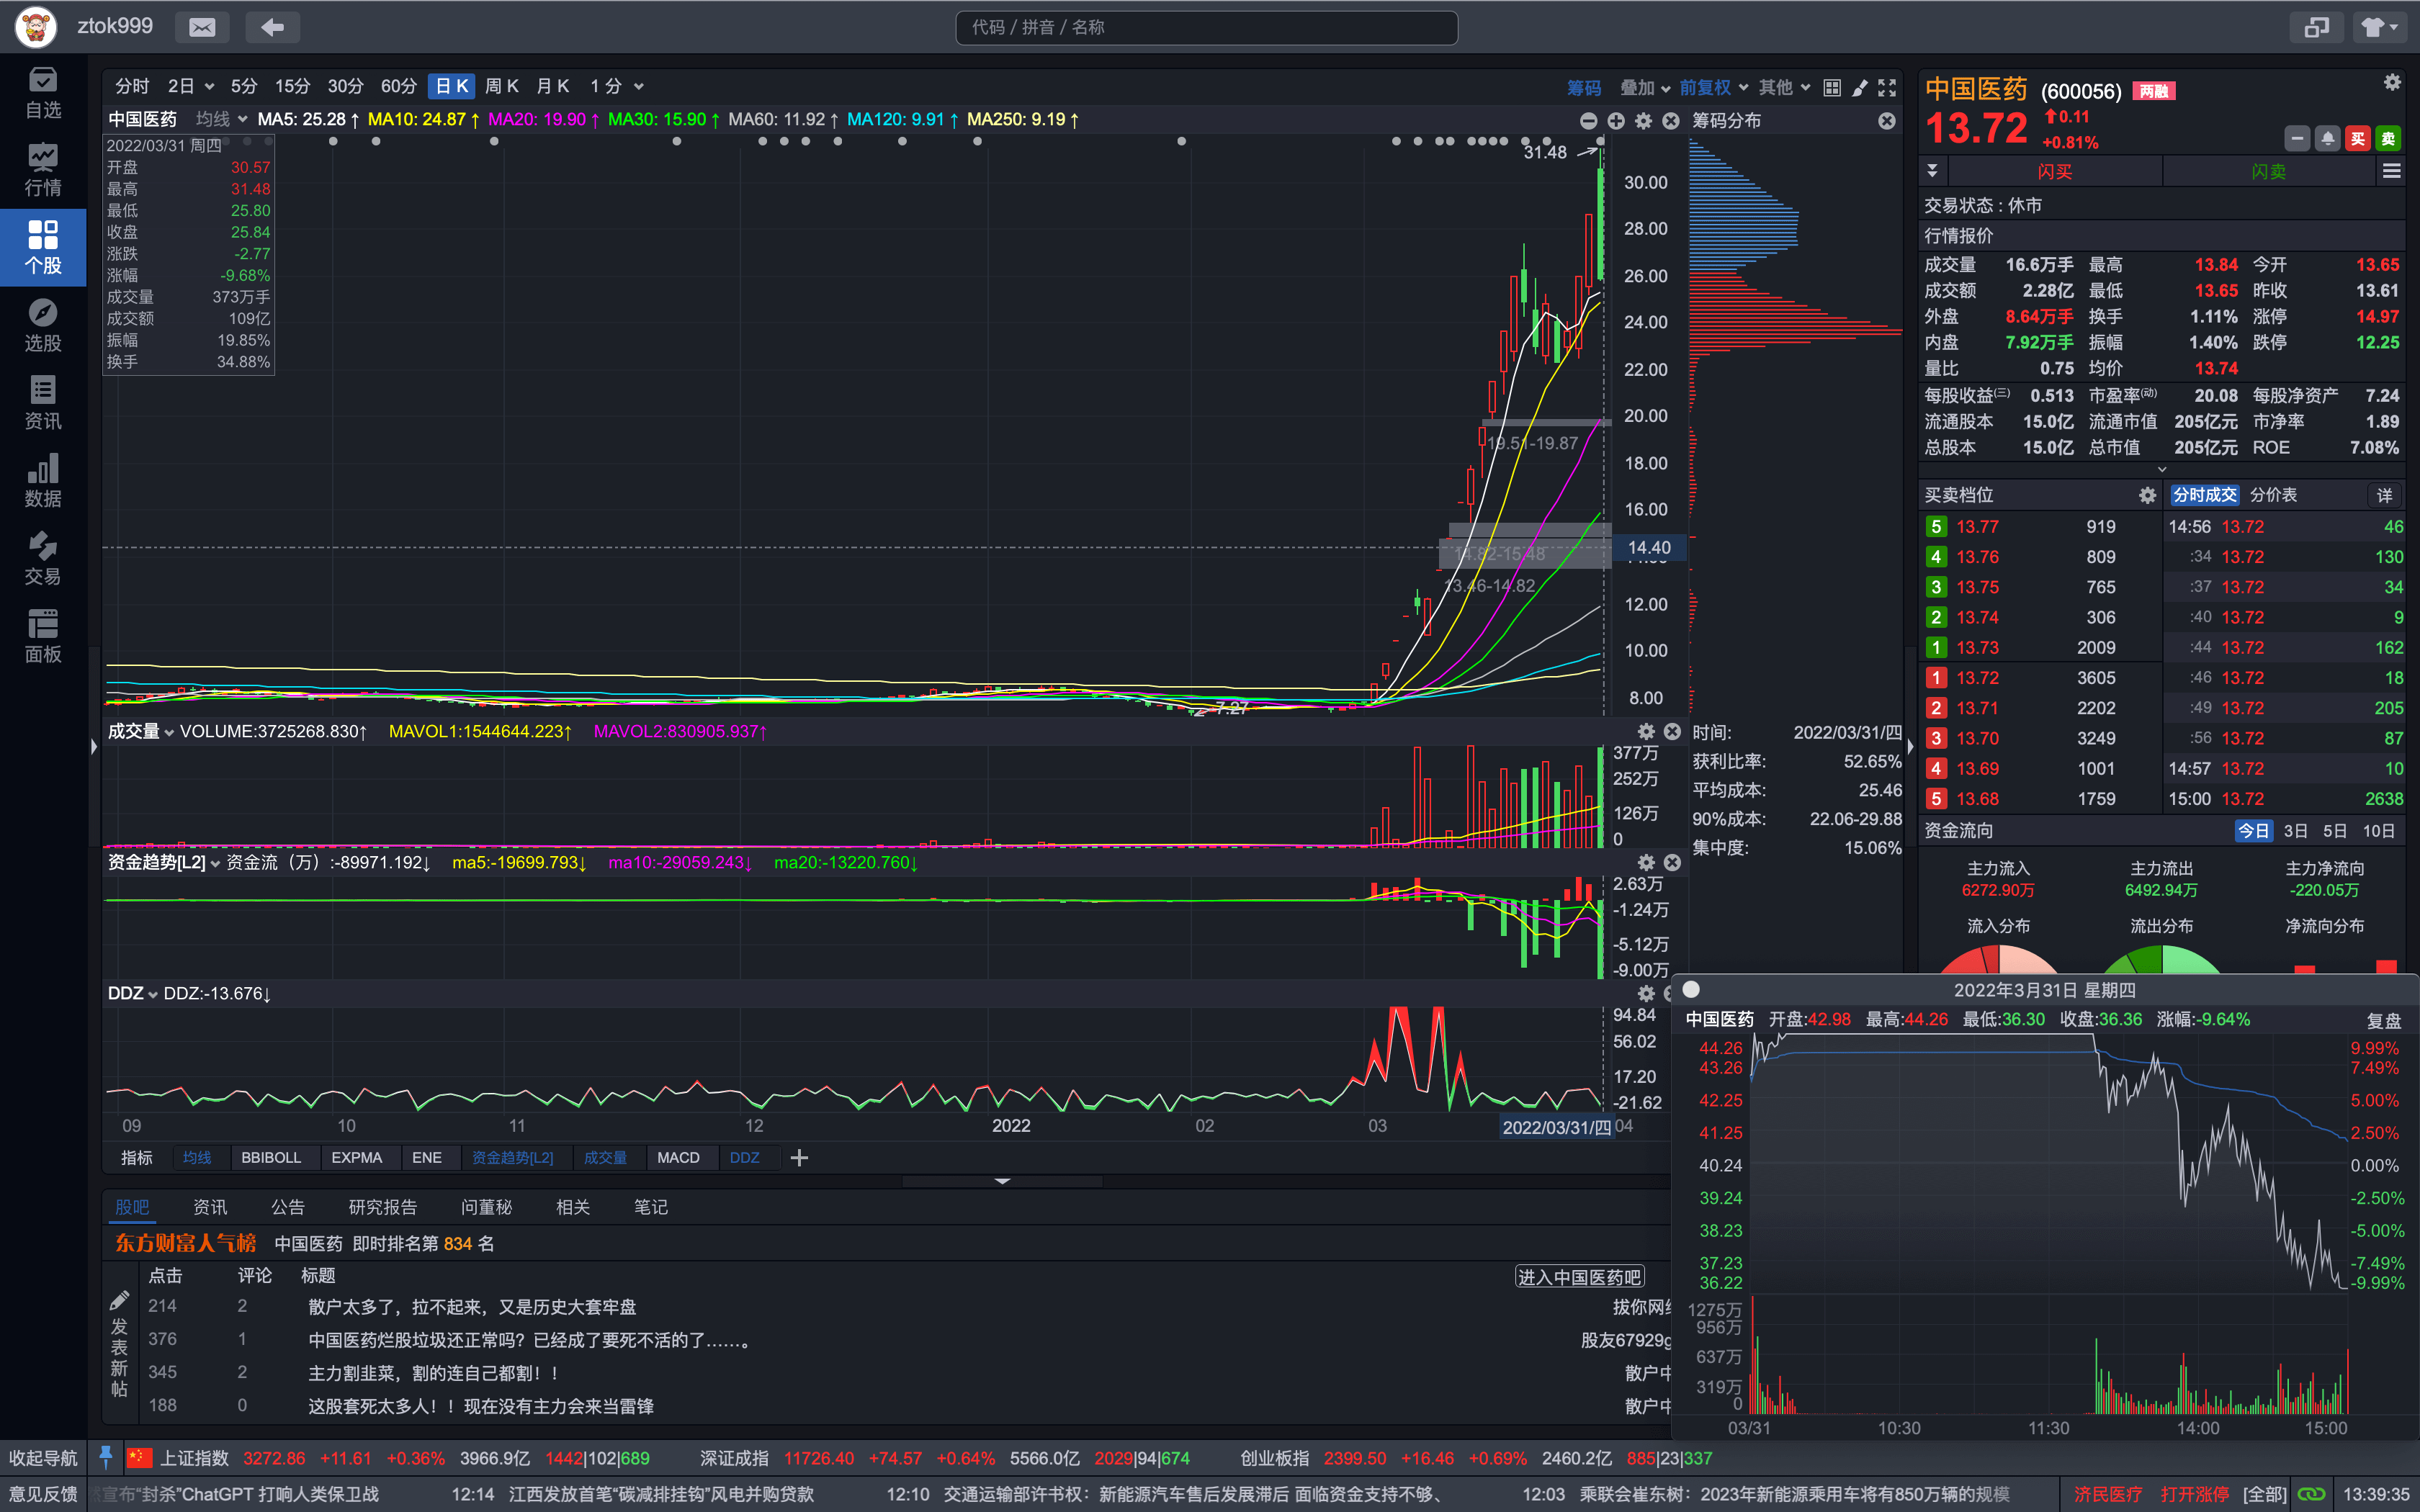 ztok999
代码 / 拼音 / 名称
自选
行情
个股
选股
资讯
数据
交易
面板
分时 2日 5分 15分 30分 60分 日K 周K 月K 1分
筹码 叠加 前复权 其他
中国医药 均线 MA5: 25.28↑ MA10: 24.87↑ MA20: 19.90↑ MA30: 15.90↑ MA60: 11.92↑ MA120: 9.91↑ MA250: 9.19↑
筹码分布
2022/03/31 周四
开盘 30.57
最高 31.48
最低 25.80
收盘 25.84
涨跌 -2.77
涨幅 -9.68%
成交量 373万手
成交额 109亿
振幅 19.85%
换手 34.88%
31.48
30.00
28.00
26.00
24.00
22.00
20.00
19.51-19.87
18.00
16.00
14.40
14.82-15.48
13.46-14.82
12.00
10.00
8.00
7.27
成交量 VOLUME:3725268.830↑ MAVOL1:1544644.223↑ MAVOL2:830905.937↑
377万
252万
126万
0
资金趋势[L2] 资金流（万）:-89971.192↓ ma5:-19699.793↓ ma10:-29059.243↓ ma20:-13220.760↓
2.63万
-1.24万
-5.12万
-9.00万
DDZ DDZ:-13.676↓
94.84
56.02
17.20
-21.62
09 10 11 12 2022 02 03 2022/03/31/四 04
时间: 2022/03/31/四
获利比率: 52.65%
平均成本: 25.46
90%成本: 22.06-29.88
集中度: 15.06%
指标 均线 BBIBOLL EXPMA ENE 资金趋势[L2] 成交量 MACD DDZ
股吧 资讯 公告 研究报告 问董秘 相关 笔记
东方财富人气榜 中国医药 即时排名第 834 名
点击 评论 标题 进入中国医药吧
214 2 散户太多了，拉不起来，又是历史大套牢盘 拔你网
376 1 中国医药烂股垃圾还正常吗？已经成了要死不活的了……。 股友67929g
345 2 主力割韭菜，割的连自己都割！！ 散户中
188 0 这股套死太多人！！现在没有主力会来当雷锋 散户中
发表新帖
中国医药 (600056) 两融
13.72 0.11
+0.81%
买 卖
闪买 闪卖
交易状态 : 休市
行情报价
成交量 16.6万手 最高 13.84 今开 13.65
成交额 2.28亿 最低 13.65 昨收 13.61
外盘 8.64万手 换手 1.11% 涨停 14.97
内盘 7.92万手 振幅 1.40% 跌停 12.25
量比 0.75 均价 13.74
每股收益(三) 0.513 市盈率(动) 20.08 每股净资产 7.24
流通股本 15.0亿 流通市值 205亿元 市净率 1.89
总股本 15.0亿 总市值 205亿元 ROE 7.08%
买卖档位 分时成交 分价表 详
5 13.77 919 14:56 13.72 46
4 13.76 809 :34 13.72 130
3 13.75 765 :37 13.72 34
2 13.74 306 :40 13.72 9
1 13.73 2009 :44 13.72 162
1 13.72 3605 :46 13.72 18
2 13.71 2202 :49 13.72 205
3 13.70 3249 :56 13.72 87
4 13.69 1001 14:57 13.72 10
5 13.68 1759 15:00 13.72 2638
资金流向 今日 3日 5日 10日
主力流入 主力流出 主力净流向
6272.90万 6492.94万 -220.05万
流入分布 流出分布 净流向分布
2022年3月31日 星期四
中国医药 开盘:42.98 最高:44.26 最低:36.30 收盘:36.36 涨幅:-9.64% 复盘
44.26 9.99%
43.26 7.49%
42.25 5.00%
41.25 2.50%
40.24 0.00%
39.24 -2.50%
38.23 -5.00%
37.23 -7.49%
36.22 -9.99%
1275万
956万
637万
319万
0
03/31 10:30 11:30 14:00 15:00
收起导航 上证指数 3272.86 +11.61 +0.36% 3966.9亿 1442|102|689 深证成指 11726.40 +74.57 +0.64% 5566.0亿 2029|94|674 创业板指 2399.50 +16.46 +0.69% 2460.2亿 885|23|337
意见反馈 宣布“封杀”ChatGPT 打响人类保卫战 12:14 江西发放首笔“碳减排挂钩”风电并购贷款 12:10 交通运输部许书权：新能源汽车售后发展滞后 面临资金支持不够、 12:03 乘联会崔东树：2023年新能源乘用车将有850万辆的规模 济民医疗 打开涨停 [全部] 13:39:35